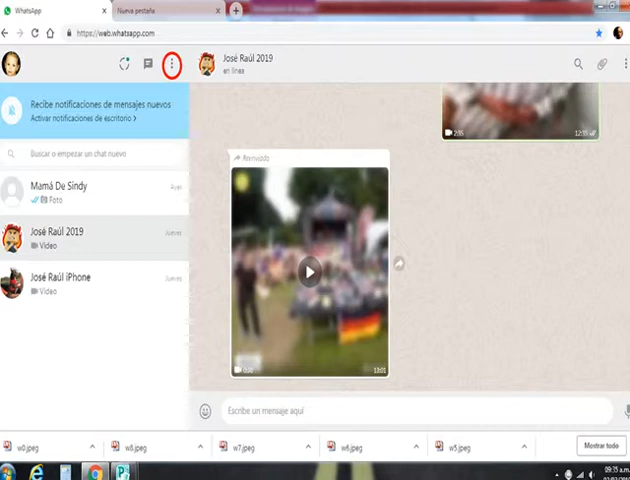 WhatsApp
Nueva pestaña
https://web.whatsapp.com
José Raúl 2019
en línea
Recibe notificaciones de mensajes nuevos
Activar notificaciones de escritorio >
Buscar o empezar un chat nuevo
Mamá De Sindy
Ayer
Foto
José Raúl 2019
Jueves
Video
José Raúl iPhone
Jueves
Video
2:05
Reenviado
13:01
Escribe un mensaje aquí
w0.jpeg
w8.jpeg
w7.jpeg
w6.jpeg
w5.jpeg
Mostrar todo
09:15 a.m.